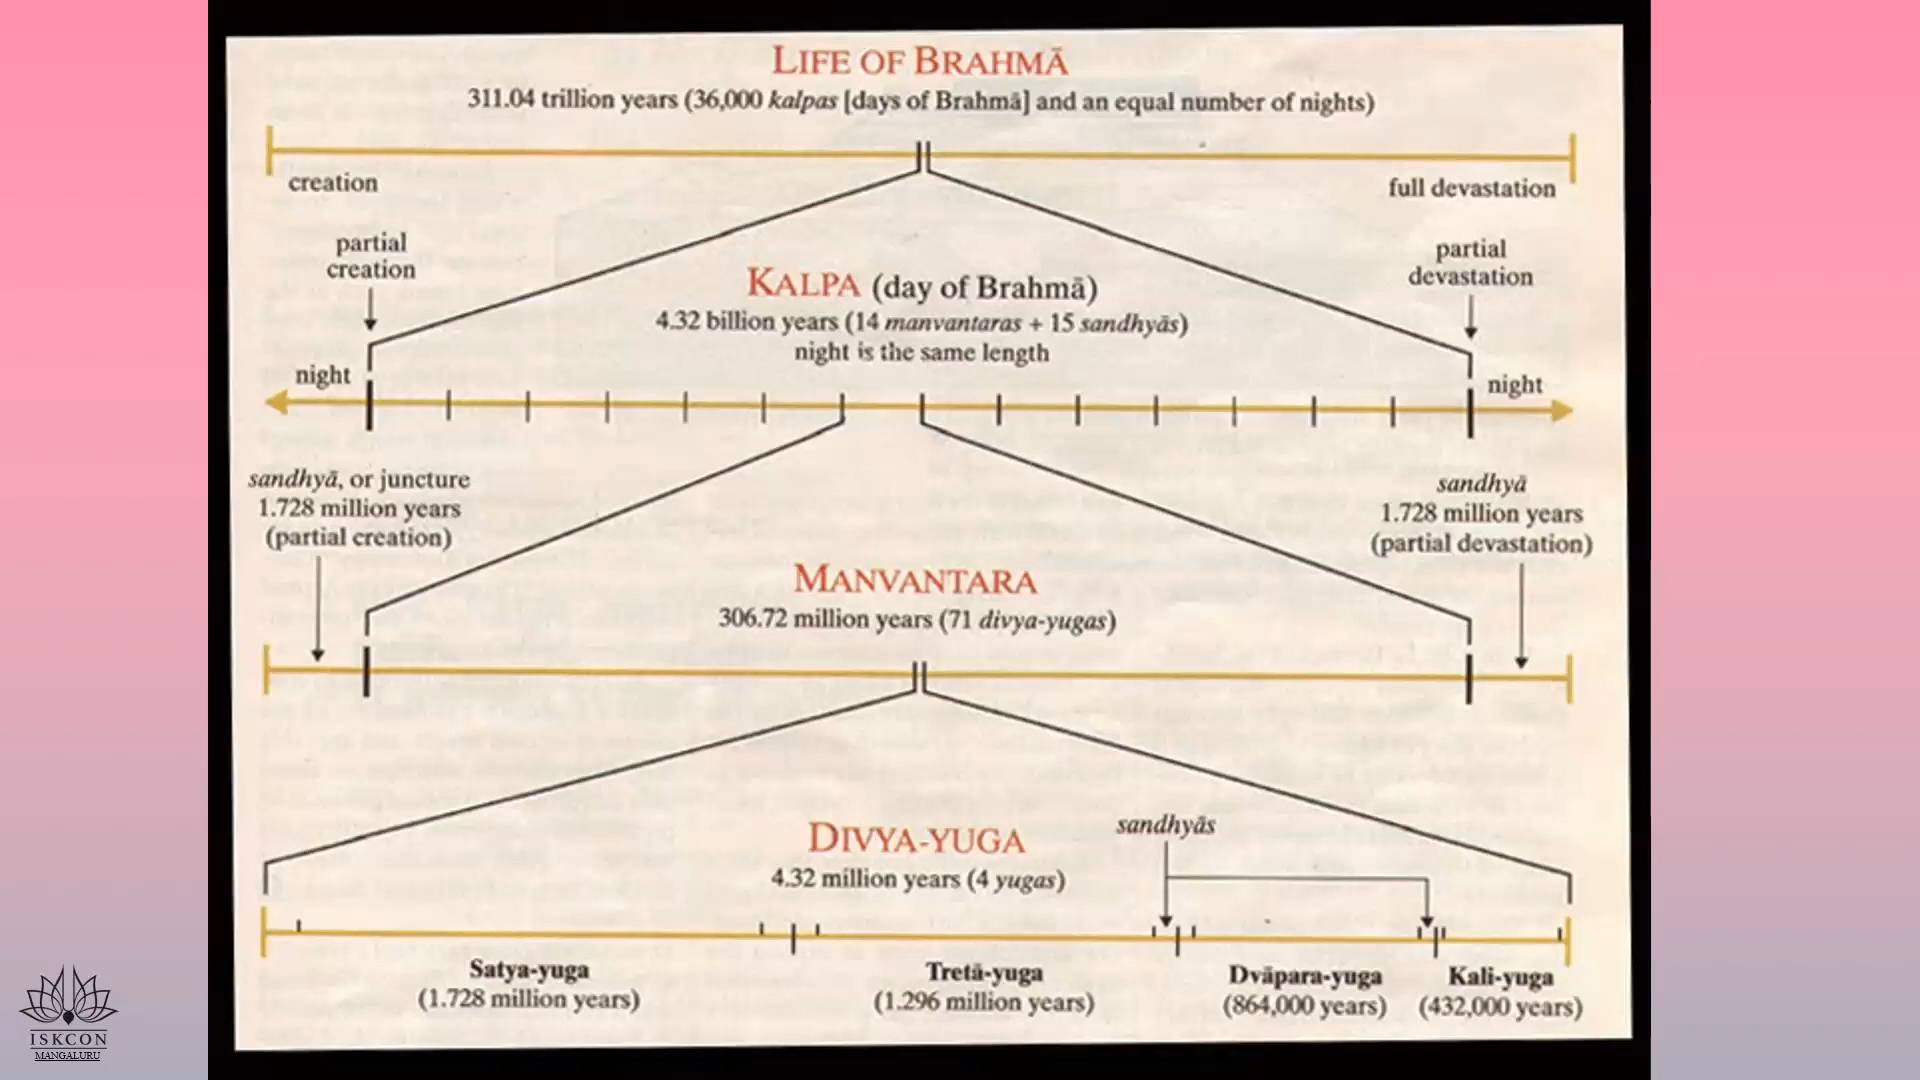 LIFE OF BRAHMĀ
311.04 trillion years (36,000 kalpas [days of Brahmā] and an equal number of nights)
creation
full devastation
partial
creation
partial
devastation
KALPA (day of Brahmā)
4.32 billion years (14 manvantaras + 15 sandhyās)
night is the same length
night
night
sandhyā, or juncture
1.728 million years
(partial creation)
sandhyā
1.728 million years
(partial devastation)
MANVANTARA
306.72 million years (71 divya-yugas)
DIVYA-YUGA
4.32 million years (4 yugas)
sandhyās
Satya-yuga
(1.728 million years)
Tretā-yuga
(1.296 million years)
Dvāpara-yuga
(864,000 years)
Kali-yuga
(432,000 years)
ISKCON
MANGALURU